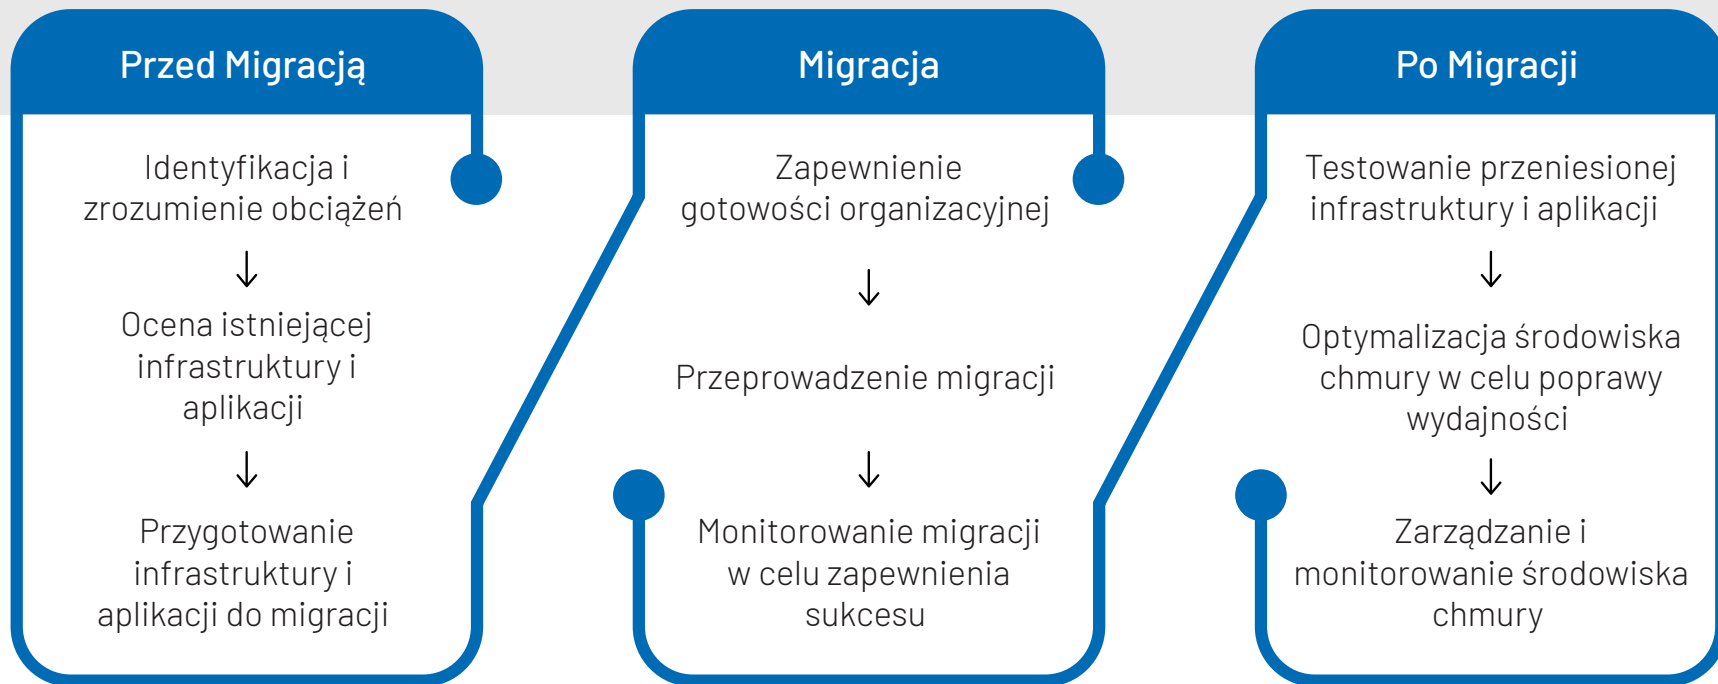 Przed Migracją
Identyfikacja i
zrozumienie obciążeń
Ocena istniejącej
infrastruktury i
aplikacji
Przygotowanie
infrastruktury i
aplikacji do migracji
Migracja
Zapewnienie
gotowości organizacyjnej
Przeprowadzenie migracji
Monitorowanie migracji
w celu zapewnienia
sukcesu
Po Migracji
Testowanie przeniesionej
infrastruktury i aplikacji
Optymalizacja środowiska
chmury w celu poprawy
wydajności
Zarządzanie i
monitorowanie środowiska
chmury